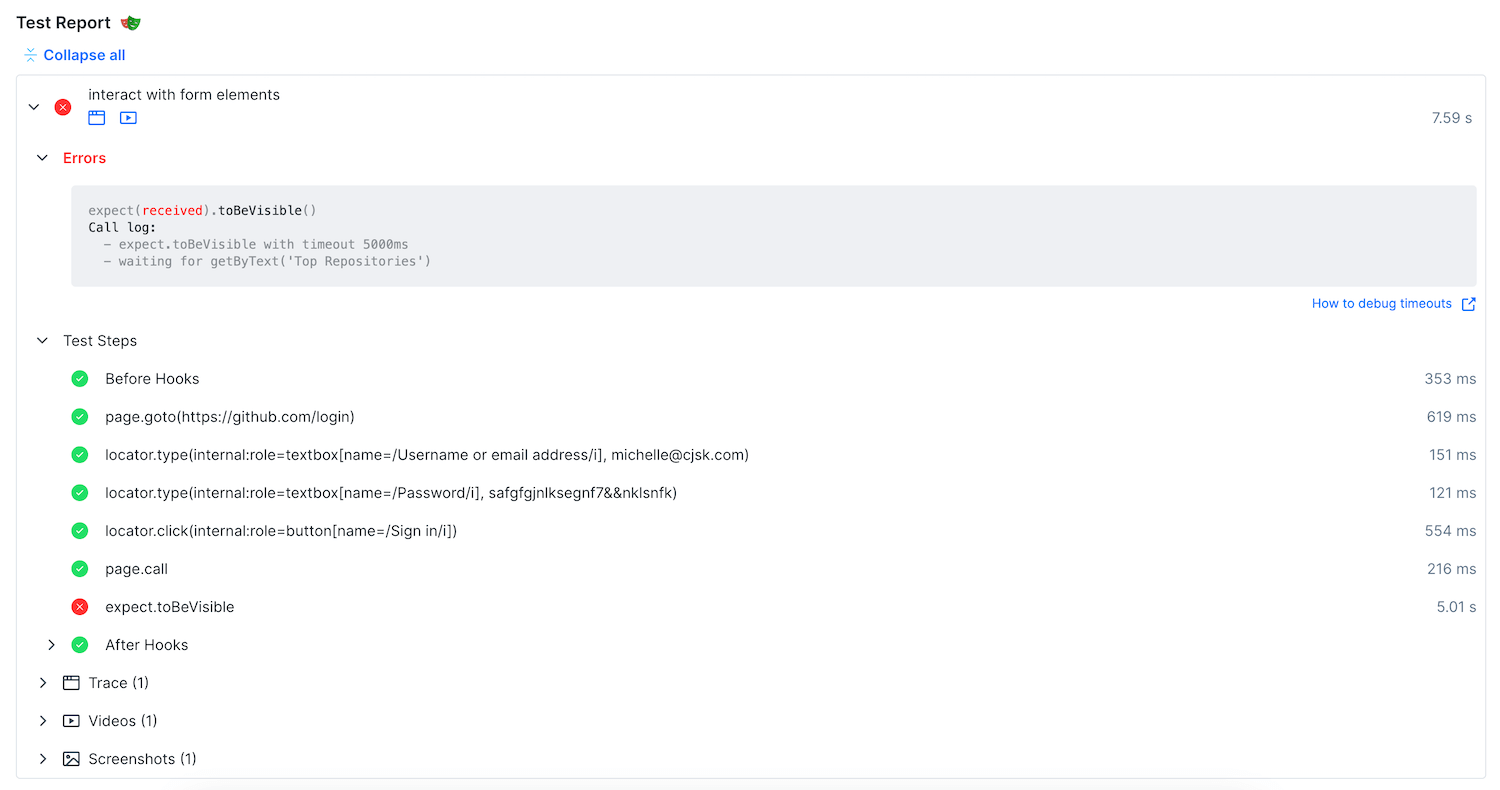 Test Report
Collapse all
interact with form elements
7.59 s
Errors
expect(received).toBeVisible()
Call log:
– expect.toBeVisible with timeout 5000ms
– waiting for getByText('Top Repositories')
How to debug timeouts
Test Steps
Before Hooks 353 ms
page.goto(https://github.com/login) 619 ms
locator.type(internal:role=textbox[name=/Username or email address/i], michelle@cjsk.com) 151 ms
locator.type(internal:role=textbox[name=/Password/i], safgfgjnlksegnf7&&nklsnfk) 121 ms
locator.click(internal:role=button[name=/Sign in/i]) 554 ms
page.call 216 ms
expect.toBeVisible 5.01 s
After Hooks
Trace (1)
Videos (1)
Screenshots (1)